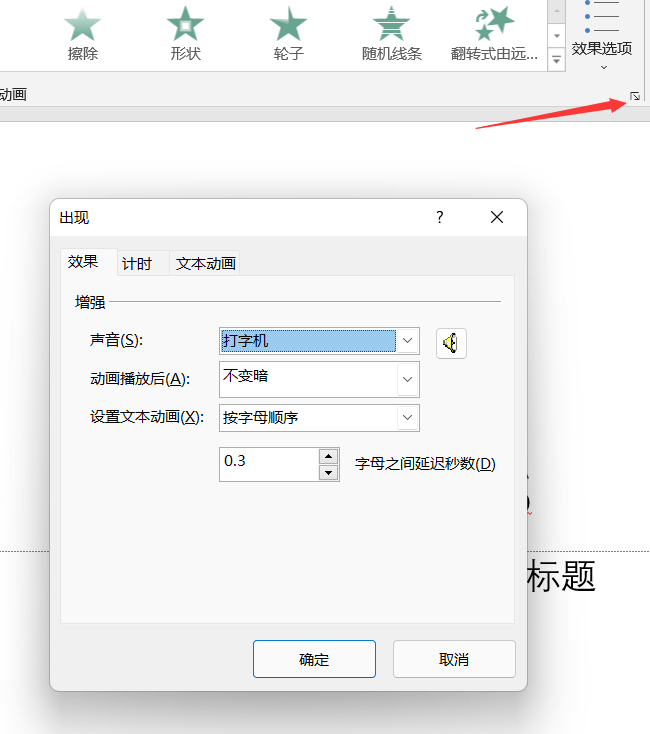 擦除 形状 轮子 随机线条 翻转式由远... 效果选项
动画
出现 ?
效果 计时 文本动画
增强
声音(S): 打字机
动画播放后(A): 不变暗
设置文本动画(X): 按字母顺序
0.3 字母之间延迟秒数(D)
标题
确定 取消